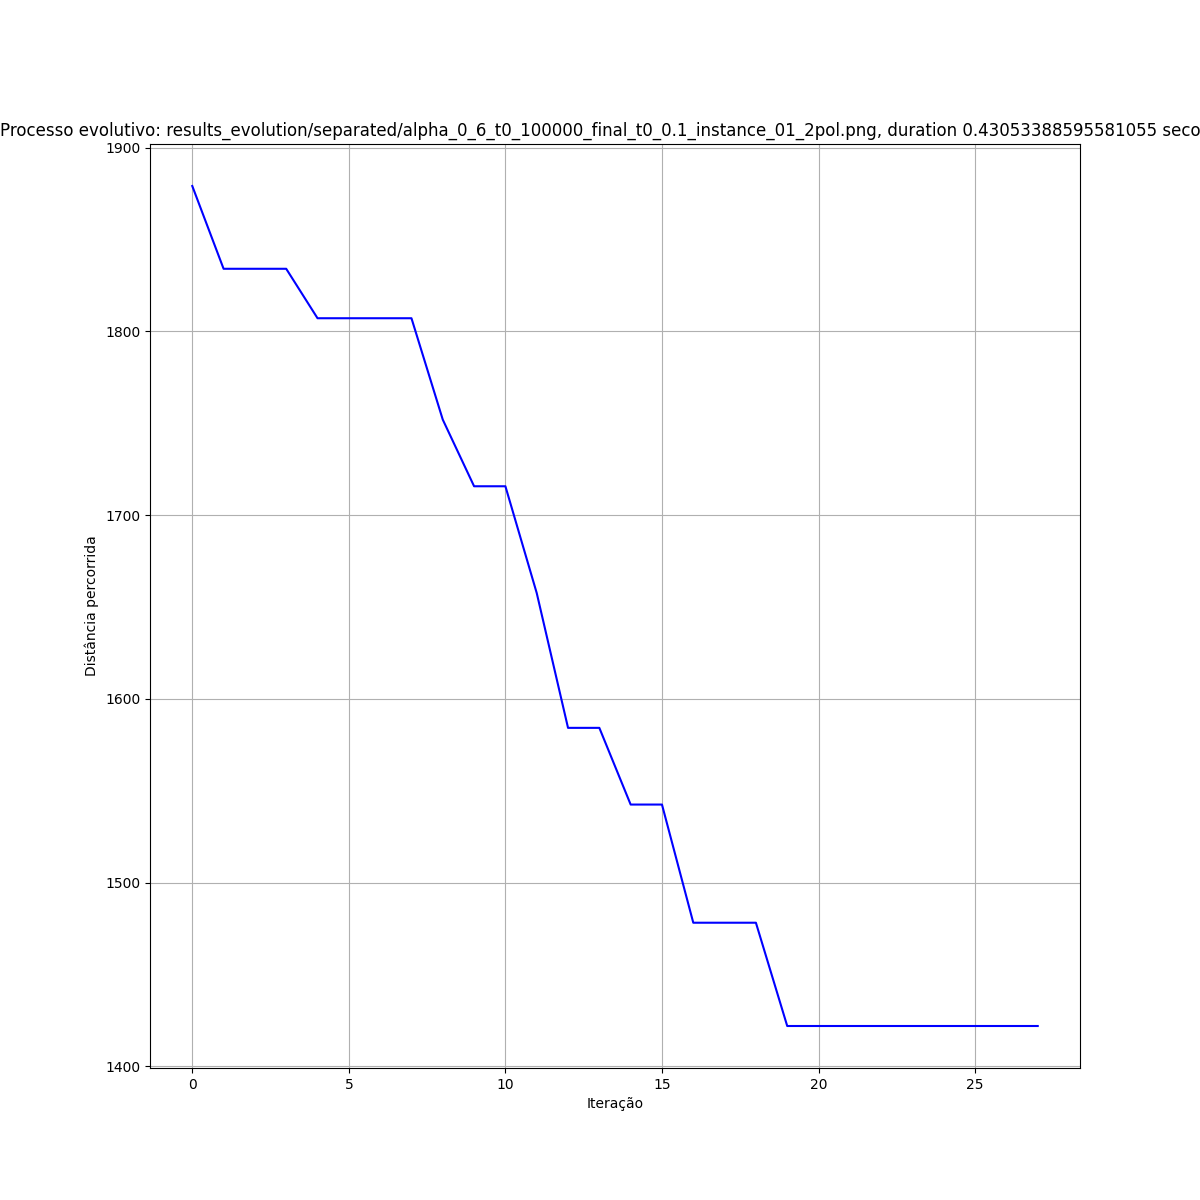 Processo evolutivo: results_evolution/separated/alpha_0_6_t0_100000_final_t0_0.1_instance_01_2pol.png, duration 0.43053388595581055 seco
1900
1800
1700
1600
1500
1400
Distância percorrida
0 5 10 15 20 25
Iteração